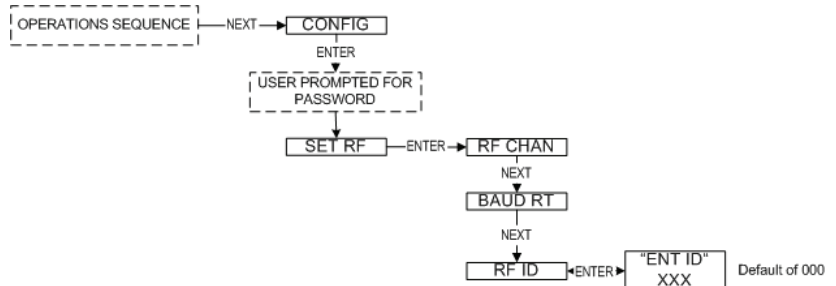 OPERATIONS SEQUENCE
NEXT
CONFIG
ENTER
USER PROMPTED FOR
PASSWORD
SET RF
ENTER
RF CHAN
NEXT
BAUD RT
NEXT
RF ID
ENTER
"ENT ID"
XXX
Default of 000